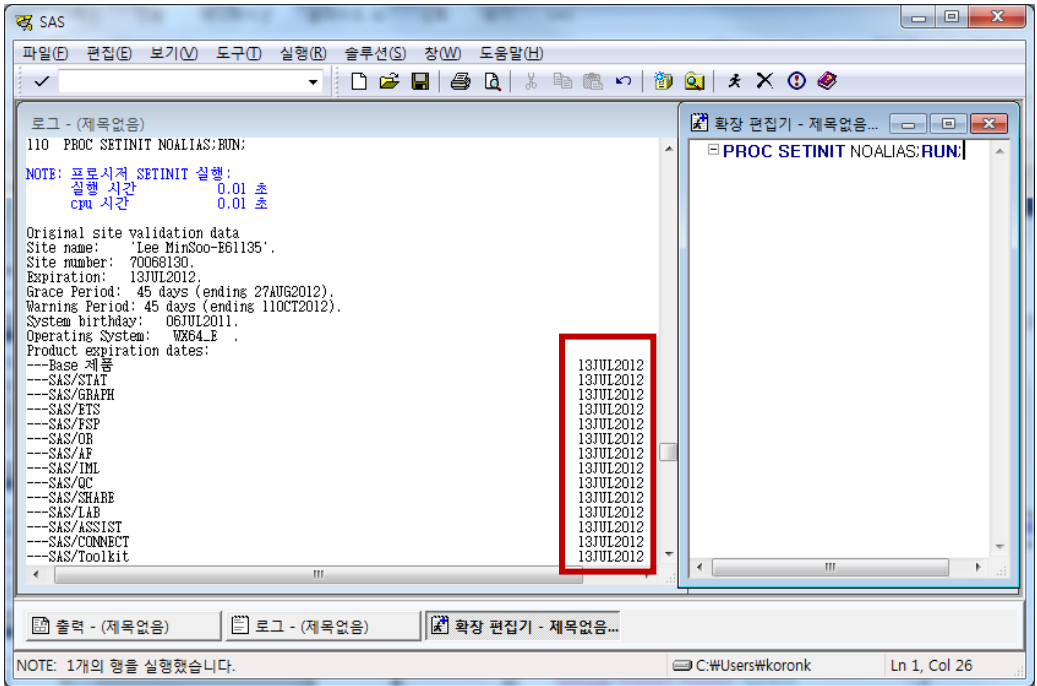 SAS
파일(F) 편집(E) 보기(V) 도구(T) 실행(R) 솔루션(S) 창(W) 도움말(H)
로그 - (제목없음)
110 PROC SETINIT NOALIAS;RUN;
NOTE: 프로시저 SETINIT 실행:
실행 시간 0.01 초
cpu 시간 0.01 초
Original site validation data
Site name: 'Lee MinSoo-E61135'.
Site number: 70068130.
Expiration: 13JUL2012.
Grace Period: 45 days (ending 27AUG2012).
Warning Period: 45 days (ending 11OCT2012).
System birthday: 06JUL2011.
Operating System: WX64_E .
Product expiration dates:
---Base 제품 13JUL2012
---SAS/STAT 13JUL2012
---SAS/GRAPH 13JUL2012
---SAS/ETS 13JUL2012
---SAS/FSP 13JUL2012
---SAS/OR 13JUL2012
---SAS/AF 13JUL2012
---SAS/IML 13JUL2012
---SAS/QC 13JUL2012
---SAS/SHARE 13JUL2012
---SAS/LAB 13JUL2012
---SAS/ASSIST 13JUL2012
---SAS/CONNECT 13JUL2012
---SAS/Toolkit 13JUL2012
확장 편집기 - 제목없음...
PROC SETINIT NOALIAS;RUN;
출력 - (제목없음) 로그 - (제목없음) 확장 편집기 - 제목없음...
NOTE: 1개의 행을 실행했습니다. C:₩Users₩koronk Ln 1, Col 26